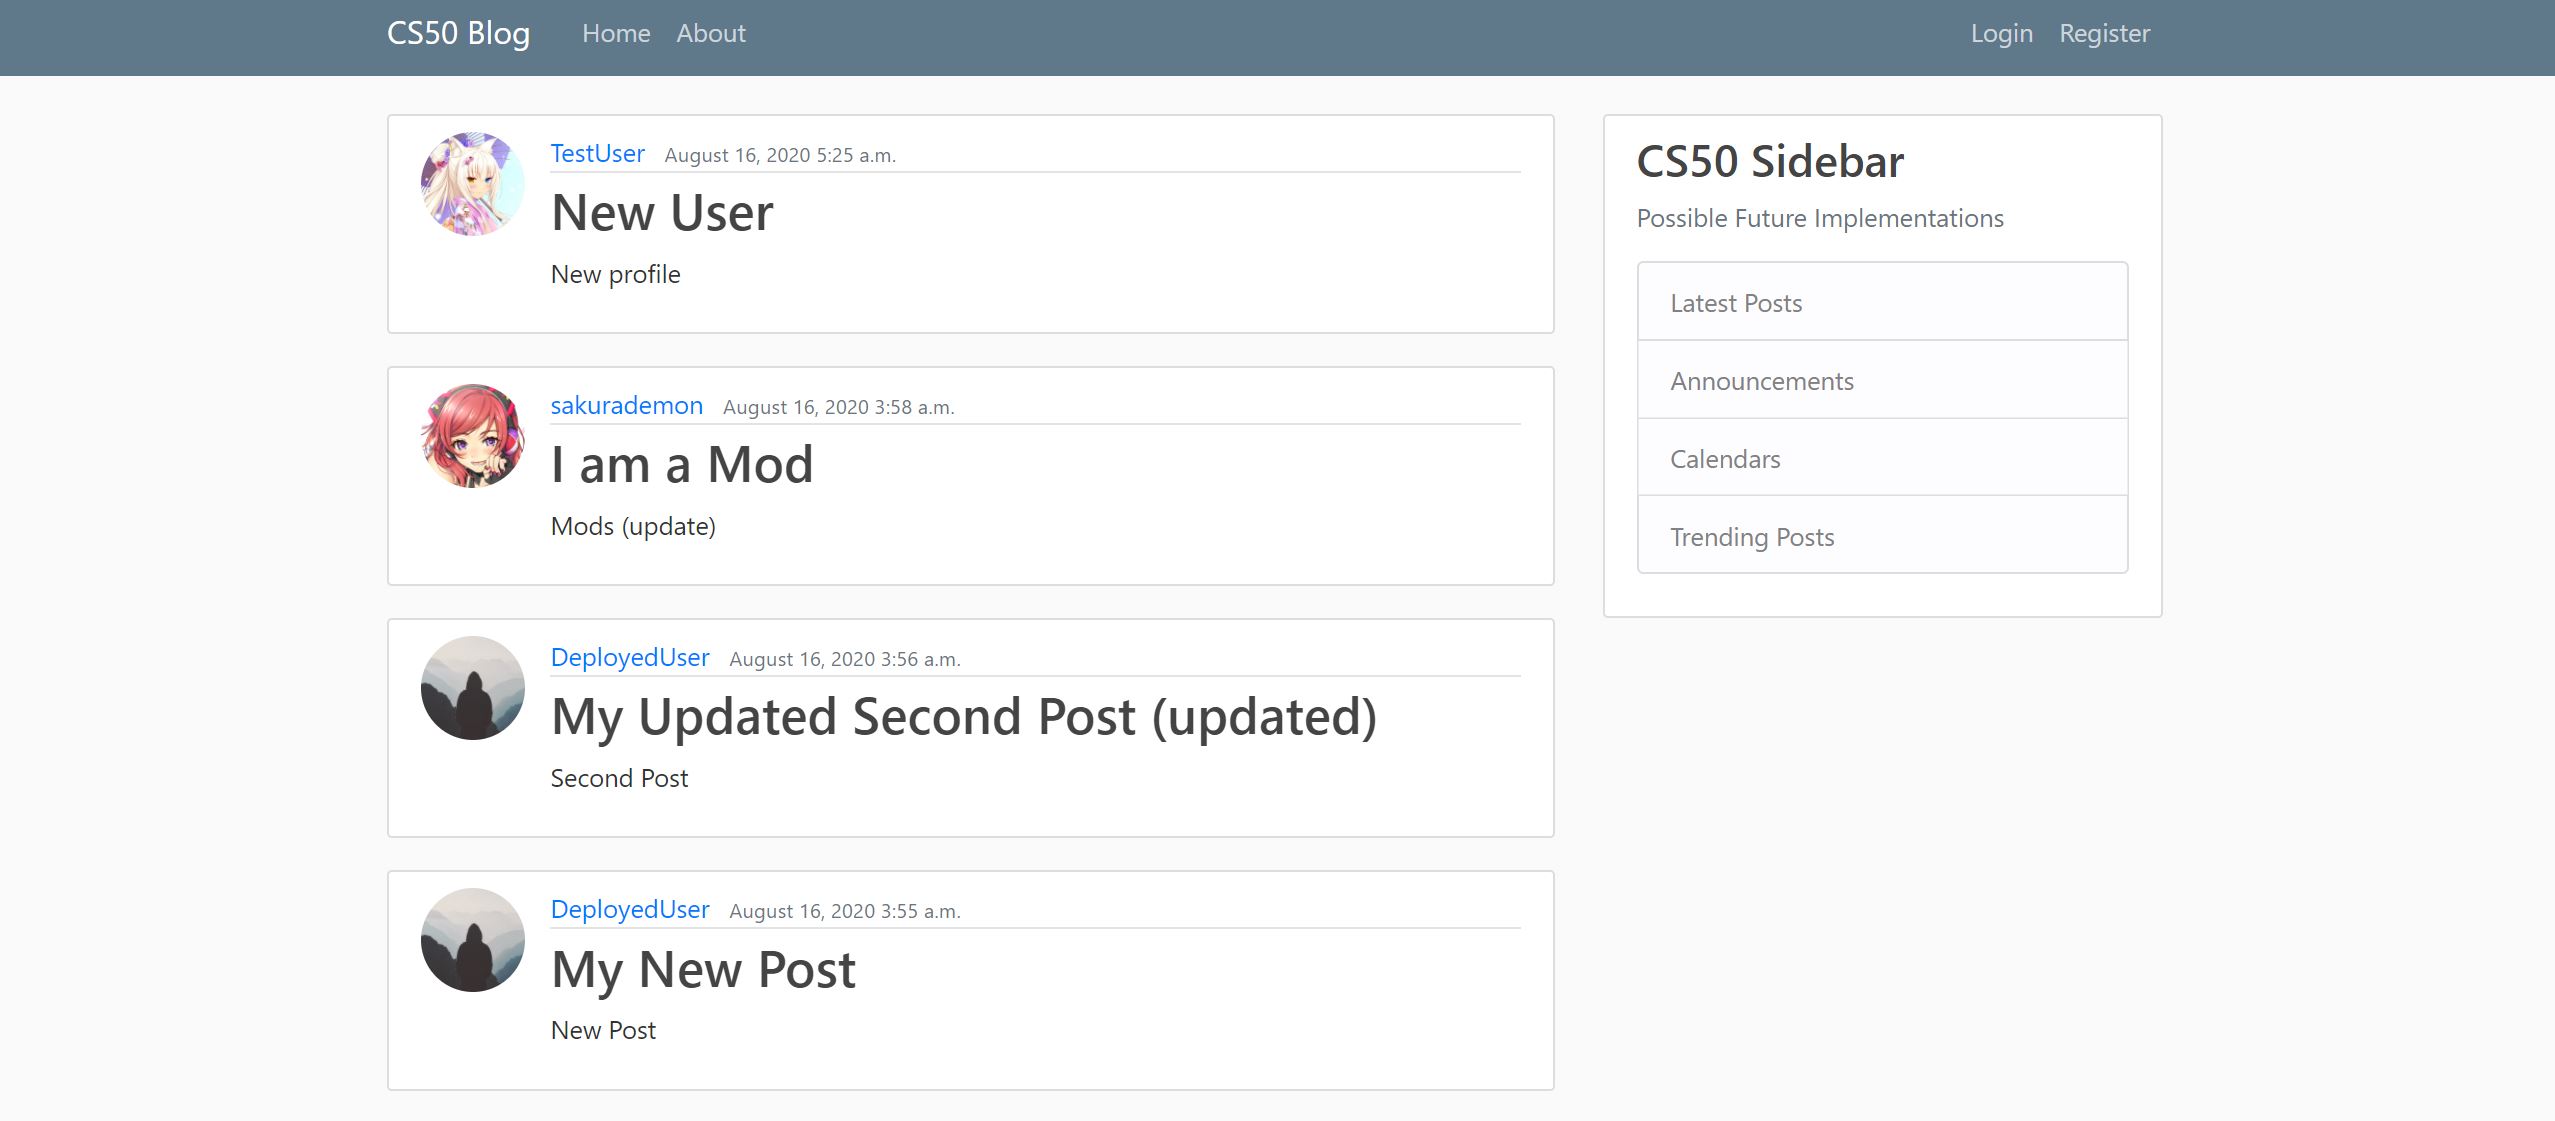 CS50 Blog Home About Login Register
TestUser August 16, 2020 5:25 a.m.
New User
New profile
sakurademon August 16, 2020 3:58 a.m.
I am a Mod
Mods (update)
DeployedUser August 16, 2020 3:56 a.m.
My Updated Second Post (updated)
Second Post
DeployedUser August 16, 2020 3:55 a.m.
My New Post
New Post
CS50 Sidebar
Possible Future Implementations
Latest Posts
Announcements
Calendars
Trending Posts